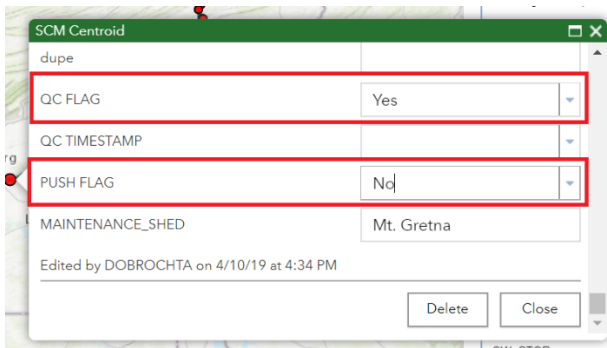 SCM Centroid
dupe
QC FLAG Yes
QC TIMESTAMP
rg
PUSH FLAG No
MAINTENANCE_SHED Mt. Gretna
Edited by DOBROCHTA on 4/10/19 at 4:34 PM
Delete Close